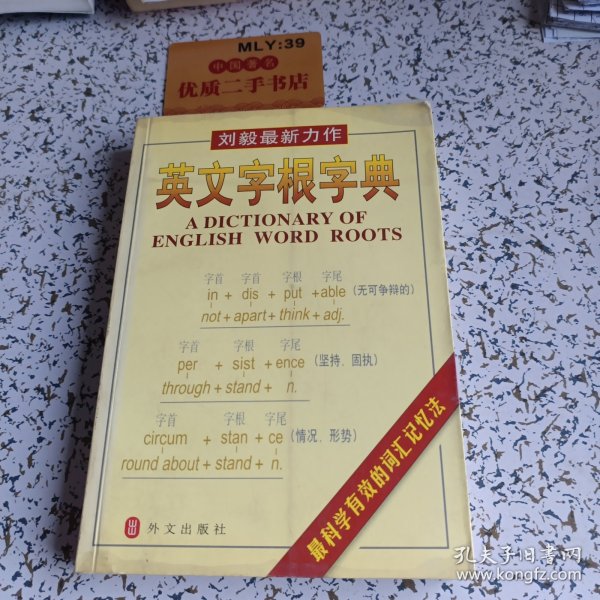 MLY:39
中国著名
优质二手书店
刘毅最新力作
英文字根字典
A DICTIONARY OF
ENGLISH WORD ROOTS
字首 字首 字根 字尾
in + dis + put +able (无可争辩的)
not + apart + think + adj.
字首 字根 字尾
per + sist + ence (坚持、固执)
through + stand + n.
字首 字根 字尾
circum + stan + ce (情况、形势)
round about + stand + n.
最科学有效的词汇记忆法
外文出版社
孔夫子旧书网
www.kongfz.com